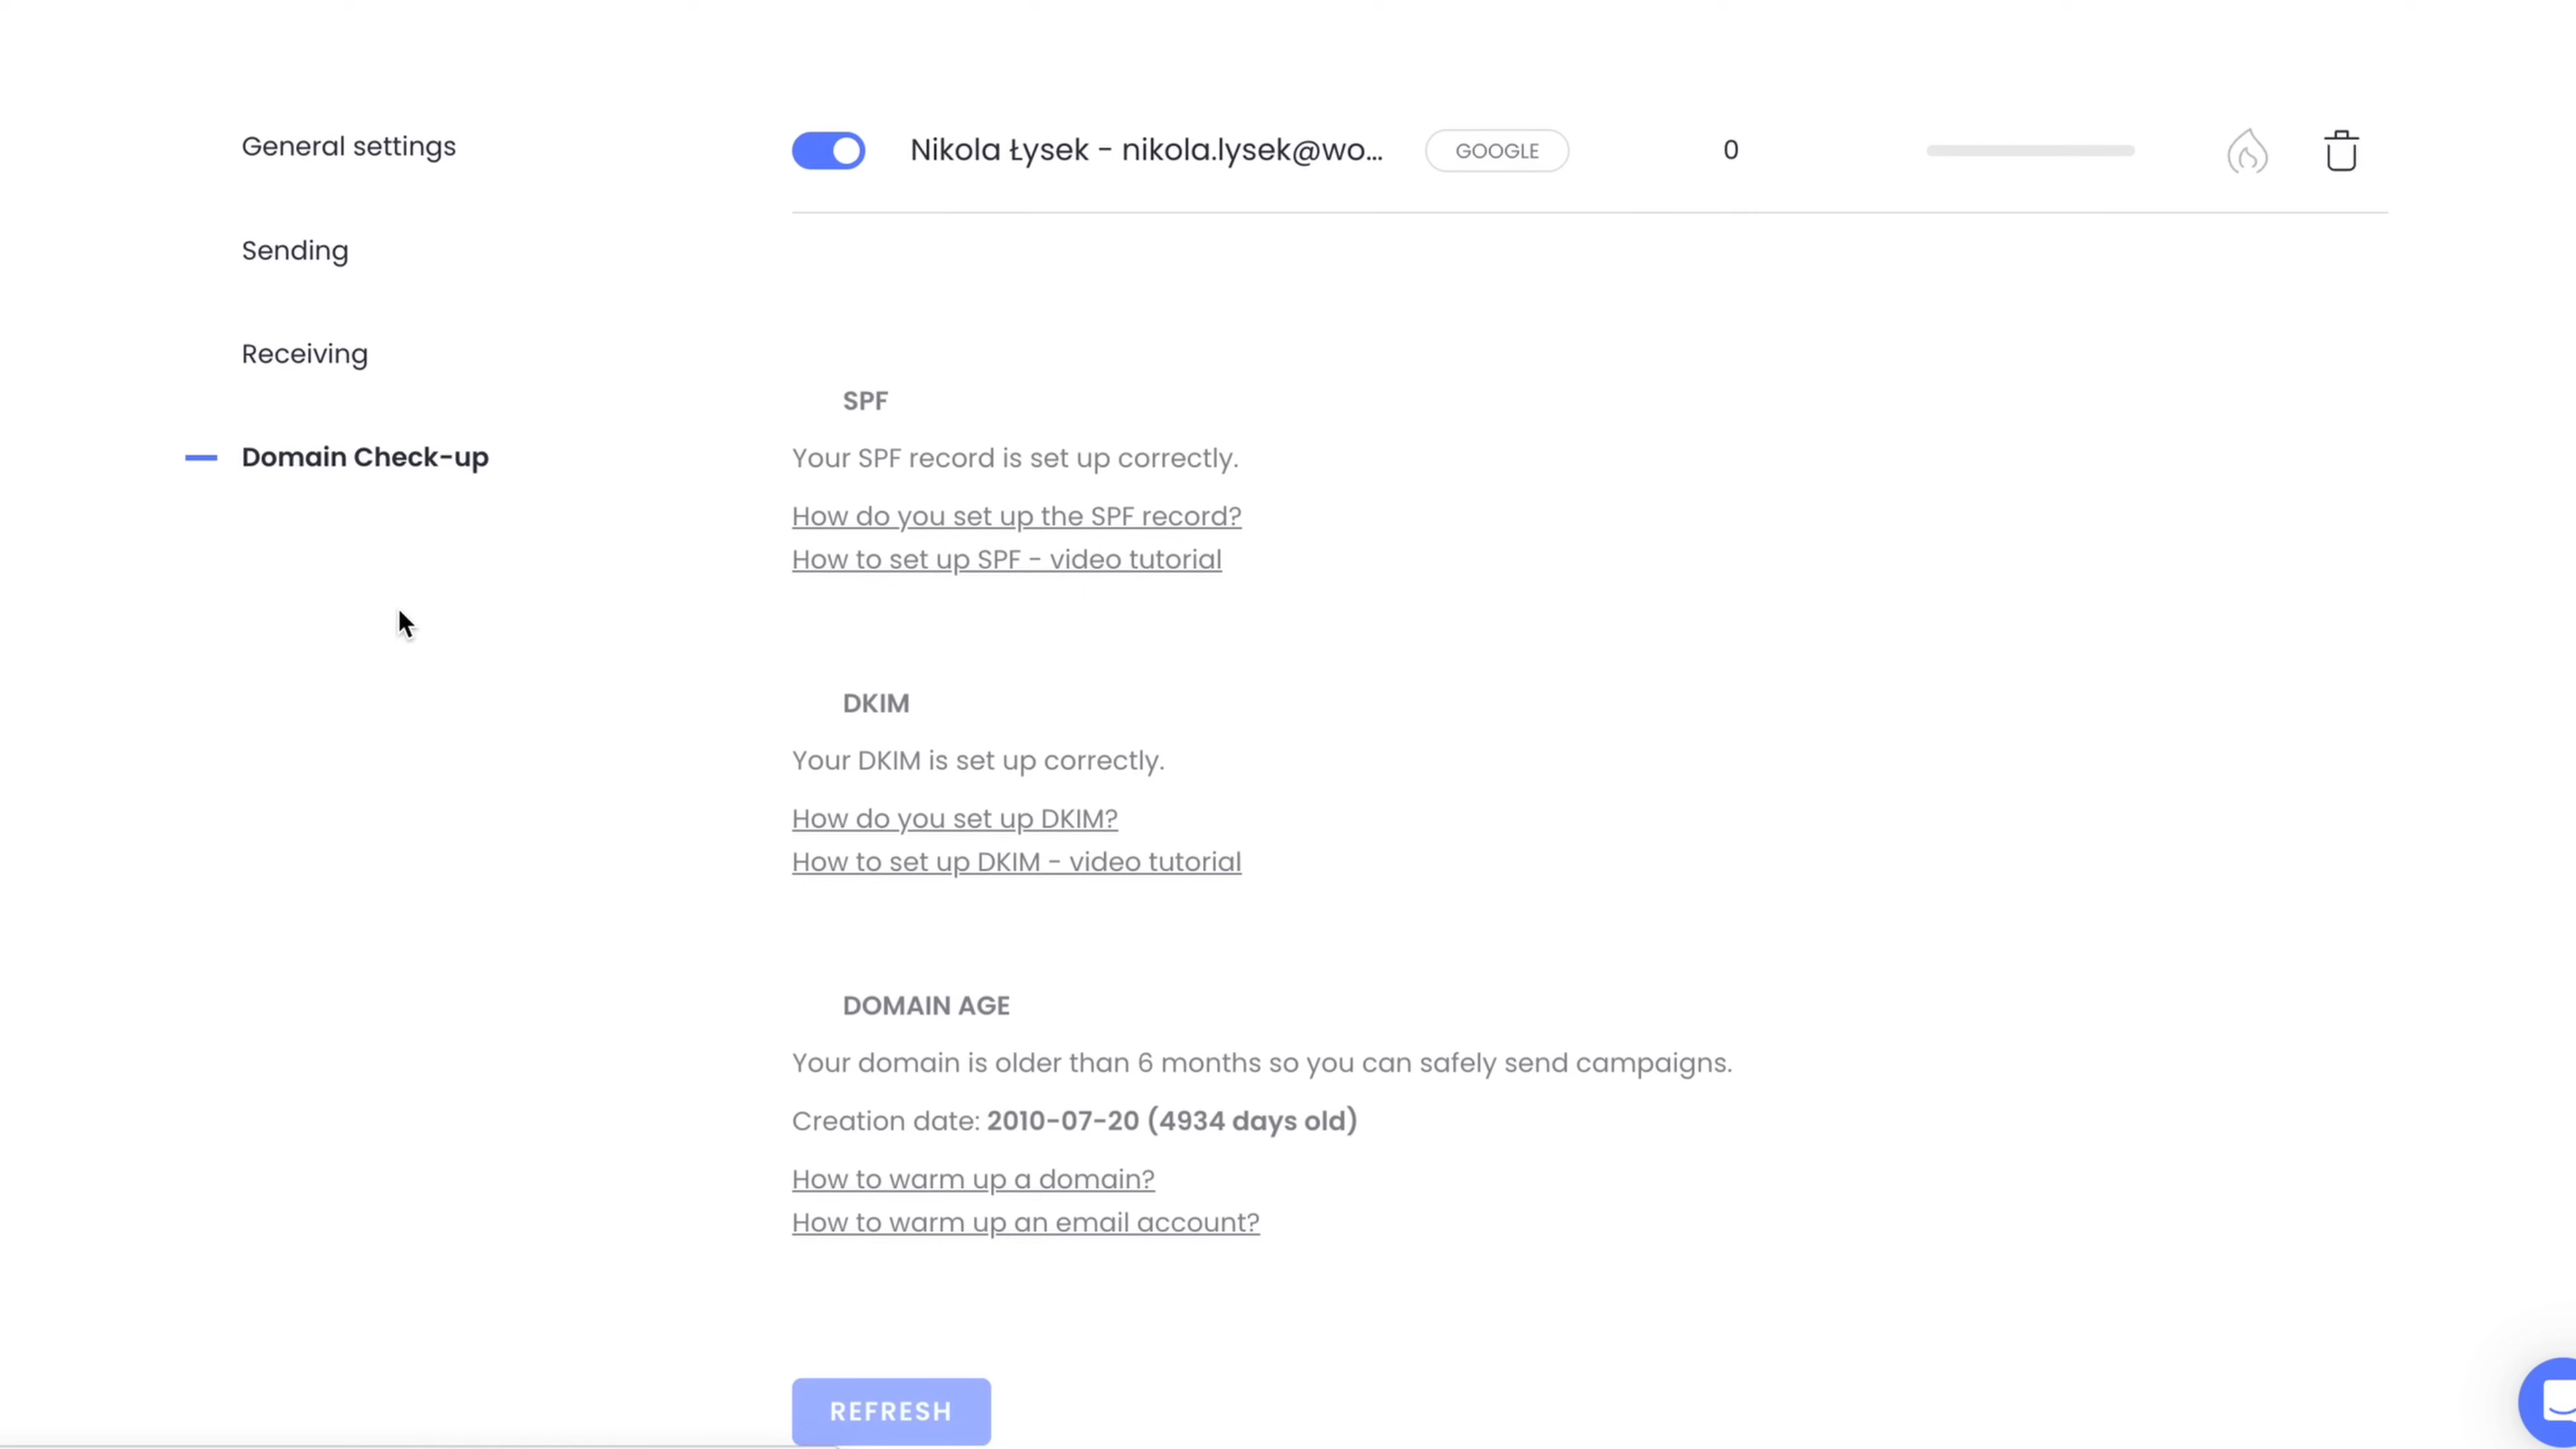 General settings
Sending
Receiving
Domain Check-up
Nikola Łysek - nikola.lysek@wo...
GOOGLE
0
SPF
Your SPF record is set up correctly.
How do you set up the SPF record?
How to set up SPF - video tutorial
DKIM
Your DKIM is set up correctly.
How do you set up DKIM?
How to set up DKIM - video tutorial
DOMAIN AGE
Your domain is older than 6 months so you can safely send campaigns.
Creation date: 2010-07-20 (4934 days old)
How to warm up a domain?
How to warm up an email account?
REFRESH